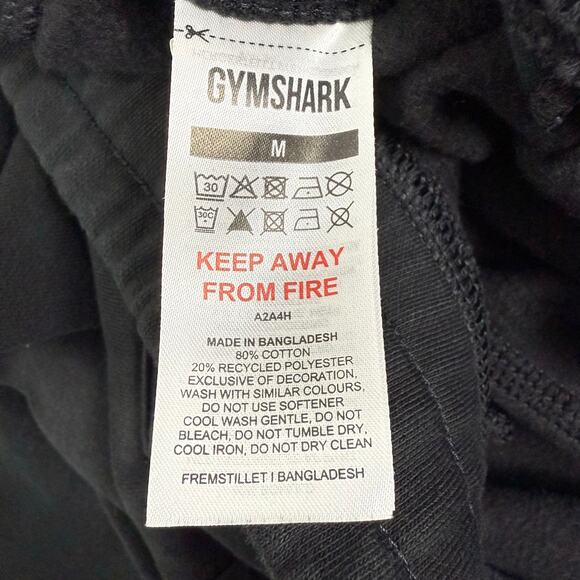 GYMSHARK
M
30
30C
KEEP AWAY
FROM FIRE
A2A4H
MADE IN BANGLADESH
80% COTTON
20% RECYCLED POLYESTER
EXCLUSIVE OF DECORATION,
WASH WITH SIMILAR COLOURS,
DO NOT USE SOFTENER
COOL WASH GENTLE, DO NOT
BLEACH, DO NOT TUMBLE DRY,
COOL IRON, DO NOT DRY CLEAN
FREMSTILLET I BANGLADESH